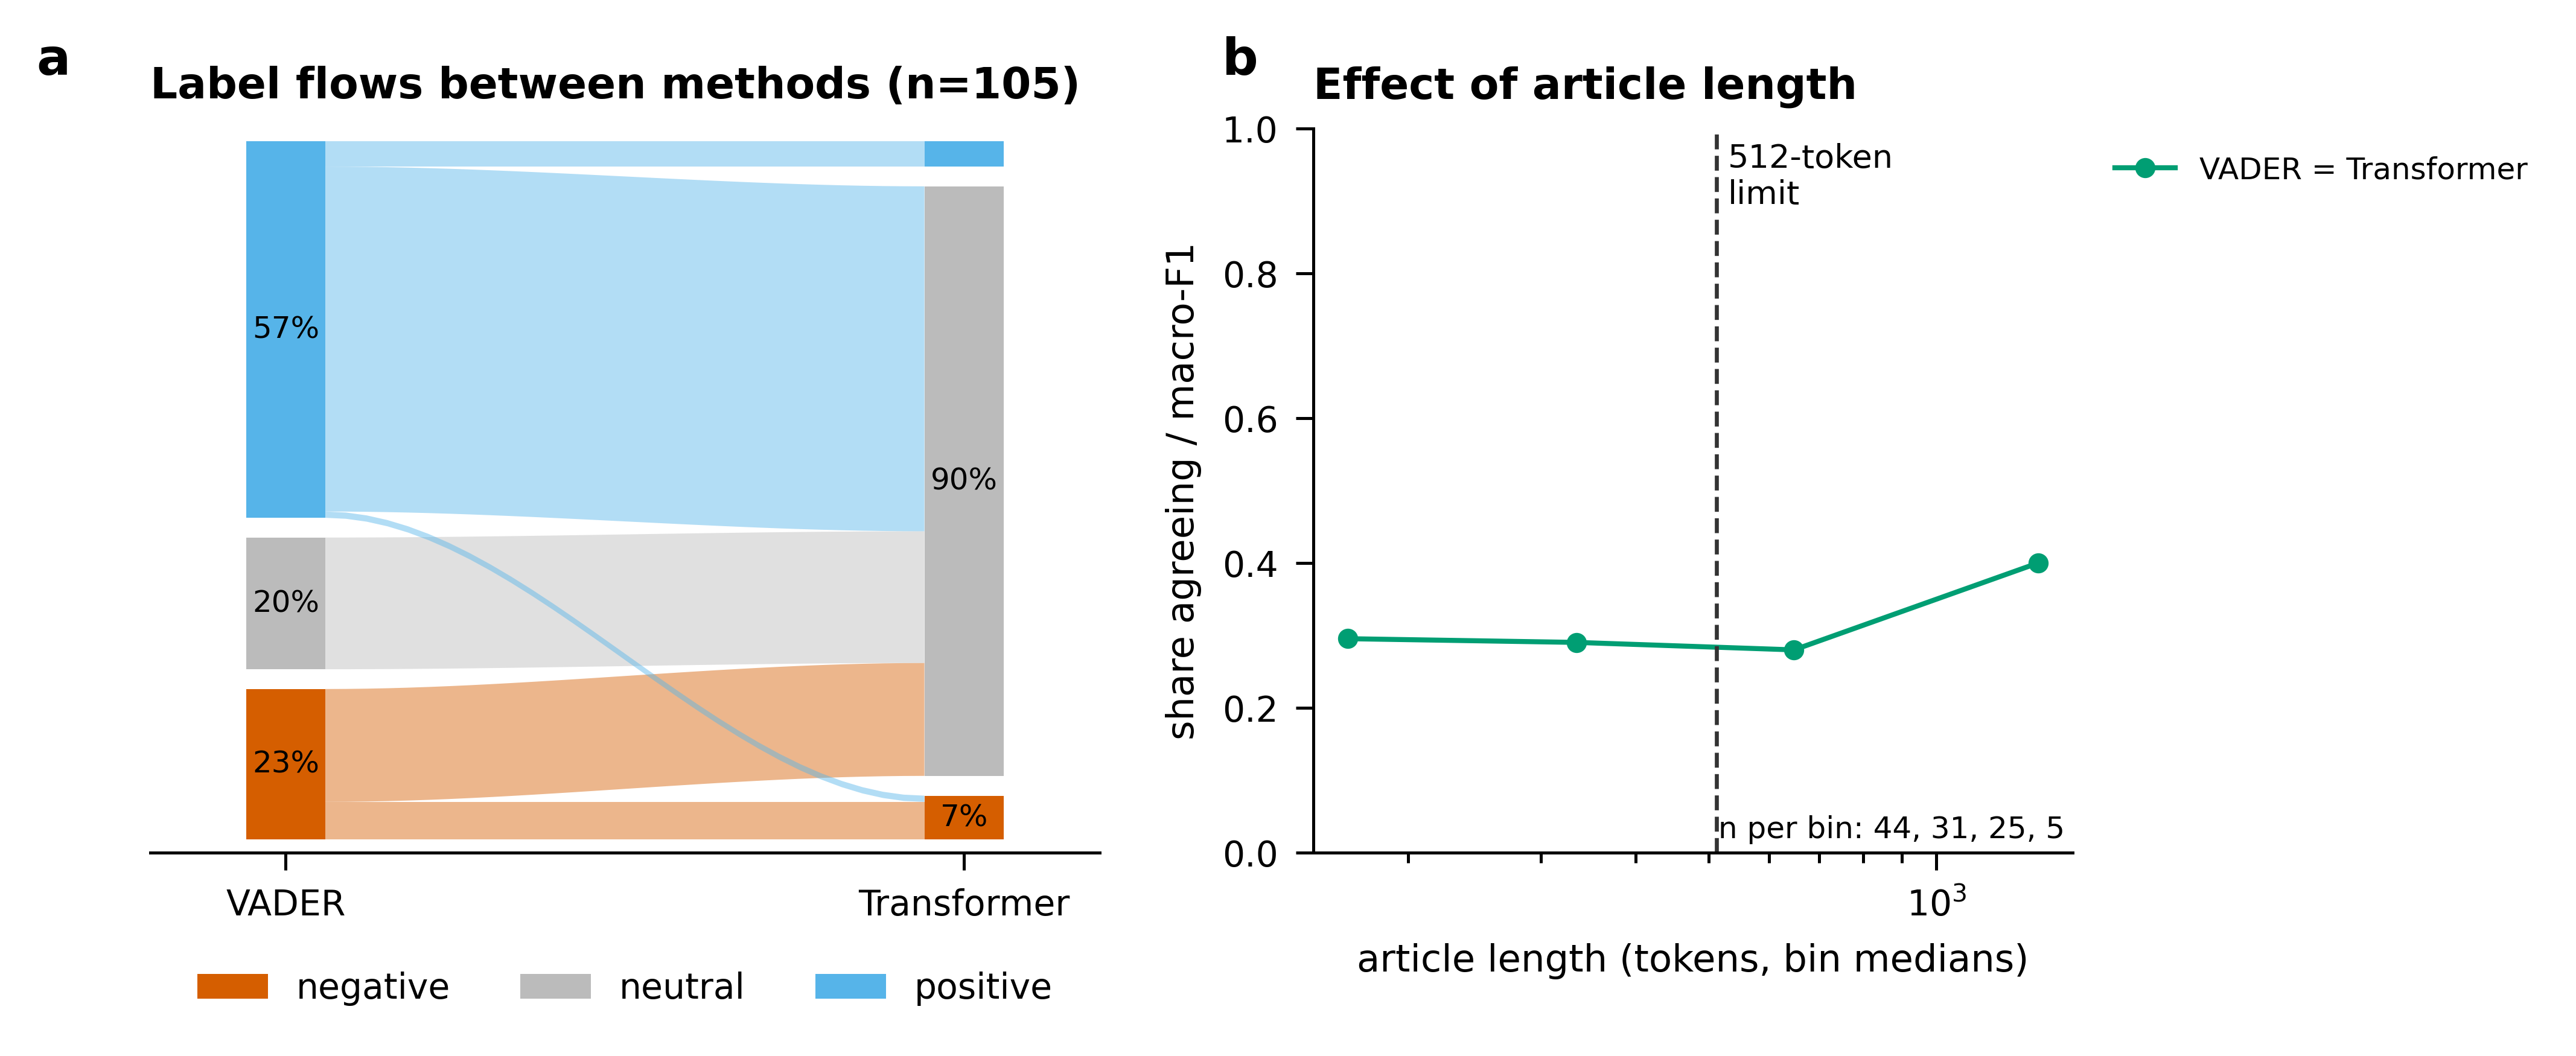 a
Label flows between methods (n=105)
57%
90%
20%
23%
7%
VADER
Transformer
negative
neutral
positive
b
Effect of article length
share agreeing / macro-F1
1.0
0.8
0.6
0.4
0.2
0.0
512-token
limit
VADER = Transformer
n per bin: 44, 31, 25, 5
10³
article length (tokens, bin medians)